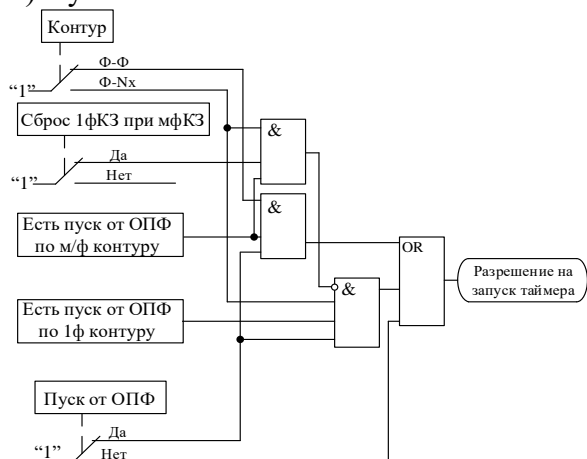 Контур
Ф-Ф
“1”
Ф-Nx
Сброс 1фКЗ при мфКЗ
&
Да
“1”
Нет
&
Есть пуск от ОПФ
по м/ф контуру
OR
Разрешение на
запуск таймера
&
Есть пуск от ОПФ
по 1ф контуру
Пуск от ОПФ
Да
“1”
Нет